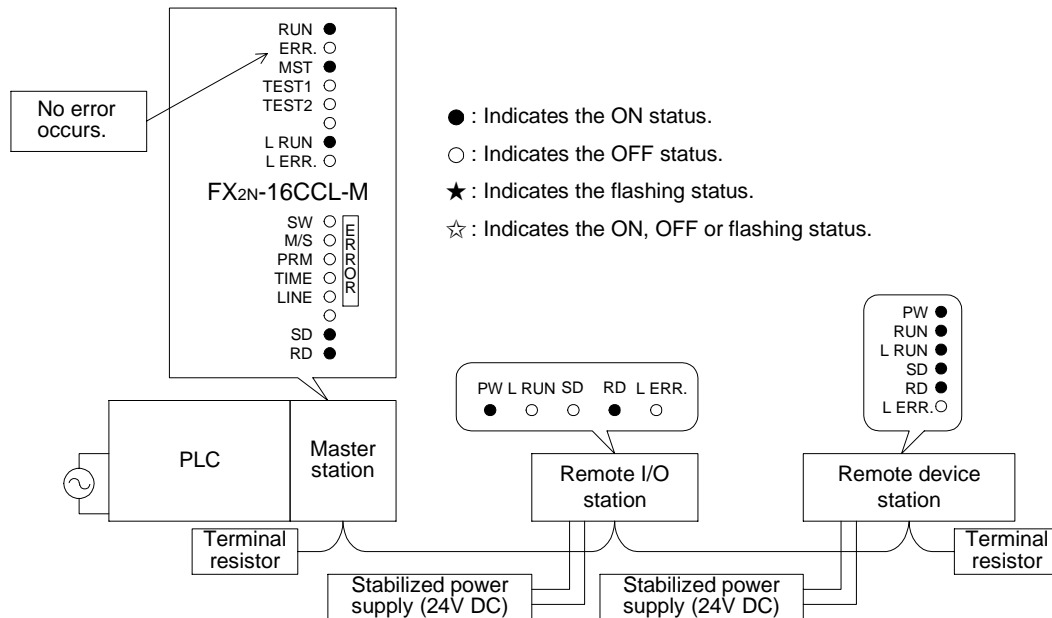 RUN
ERR.
MST
TEST1
TEST2
L RUN
L ERR.
No error
occurs.
FX2N-16CCL-M
SW
M/S
PRM
TIME
LINE
ERROR
SD
RD
● : Indicates the ON status.
○ : Indicates the OFF status.
★ : Indicates the flashing status.
☆ : Indicates the ON, OFF or flashing status.
PW
RUN
L RUN
SD
RD
L ERR.
PW L RUN SD RD L ERR.
PLC
Master
station
Remote I/O
station
Remote device
station
Terminal
resistor
Terminal
resistor
Stabilized power
supply (24V DC)
Stabilized power
supply (24V DC)